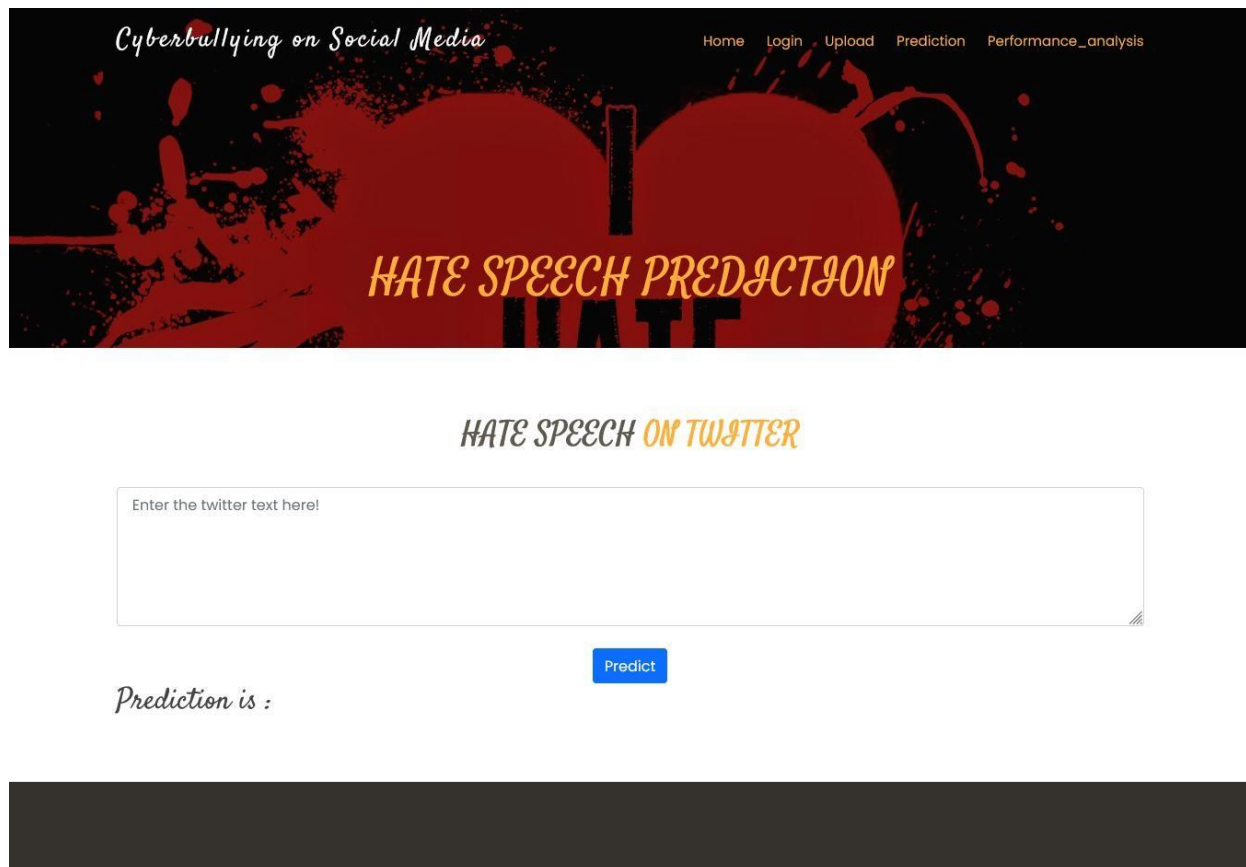 Cyberbullying on Social Media
Home Login Upload Prediction Performance_analysis
I
HATE SPEECH PREDICTION
HATE
HATE SPEECH ON TWITTER
Enter the twitter text here!
Predict
Prediction is :